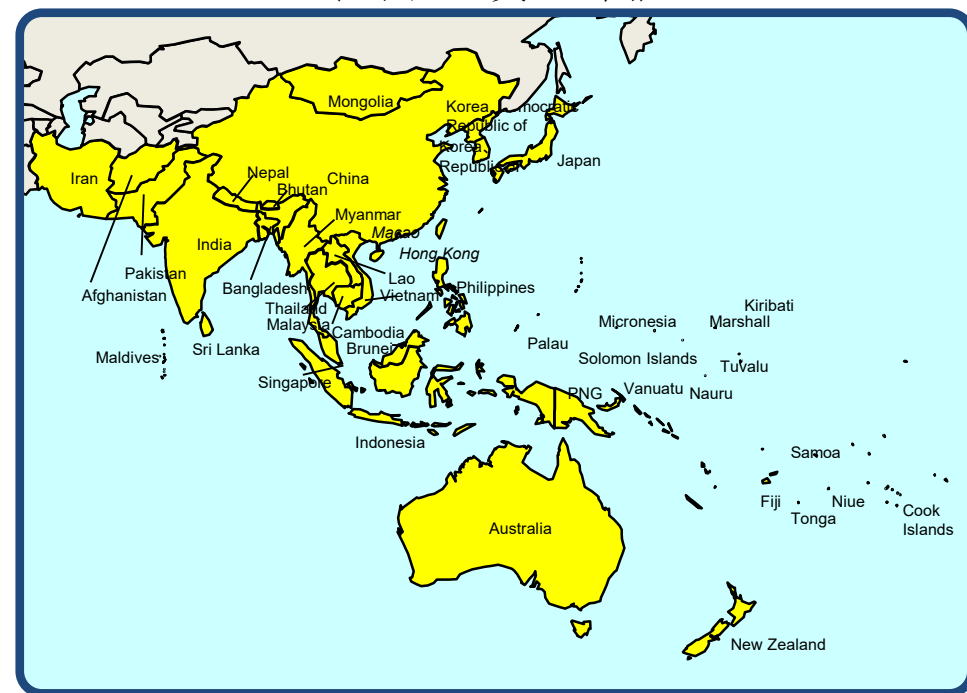 Mongolia
Korea, mocratic
Republic of
Korea
Republic of
Japan
Iran
Nepal
Bhutan
China
Myanmar
Macao
India
Hong Kong
Pakistan
Lao
Afghanistan
Bangladesh
Vietnam
Philippines
Thailand
Malaysia
Cambodia
Kiribati
Micronesia
Marshall
Maldives
Sri Lanka
Brunei
Palau
Solomon Islands
Tuvalu
Singapore
PNG
Vanuatu
Nauru
Indonesia
Samoa
Fiji
Niue
Tonga
Cook
Islands
Australia
New Zealand